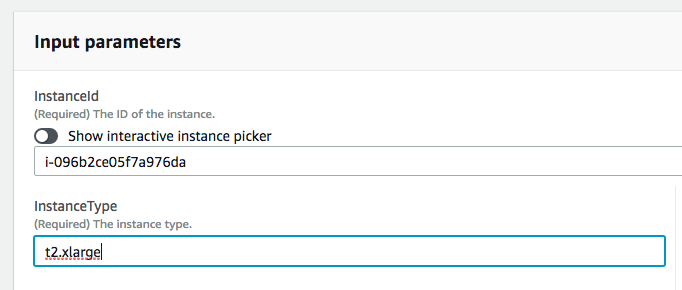 Input parameters
InstanceId
(Required) The ID of the instance.
Show interactive instance picker
i-096b2ce05f7a976da
InstanceType
(Required) The instance type.
t2.xlarge